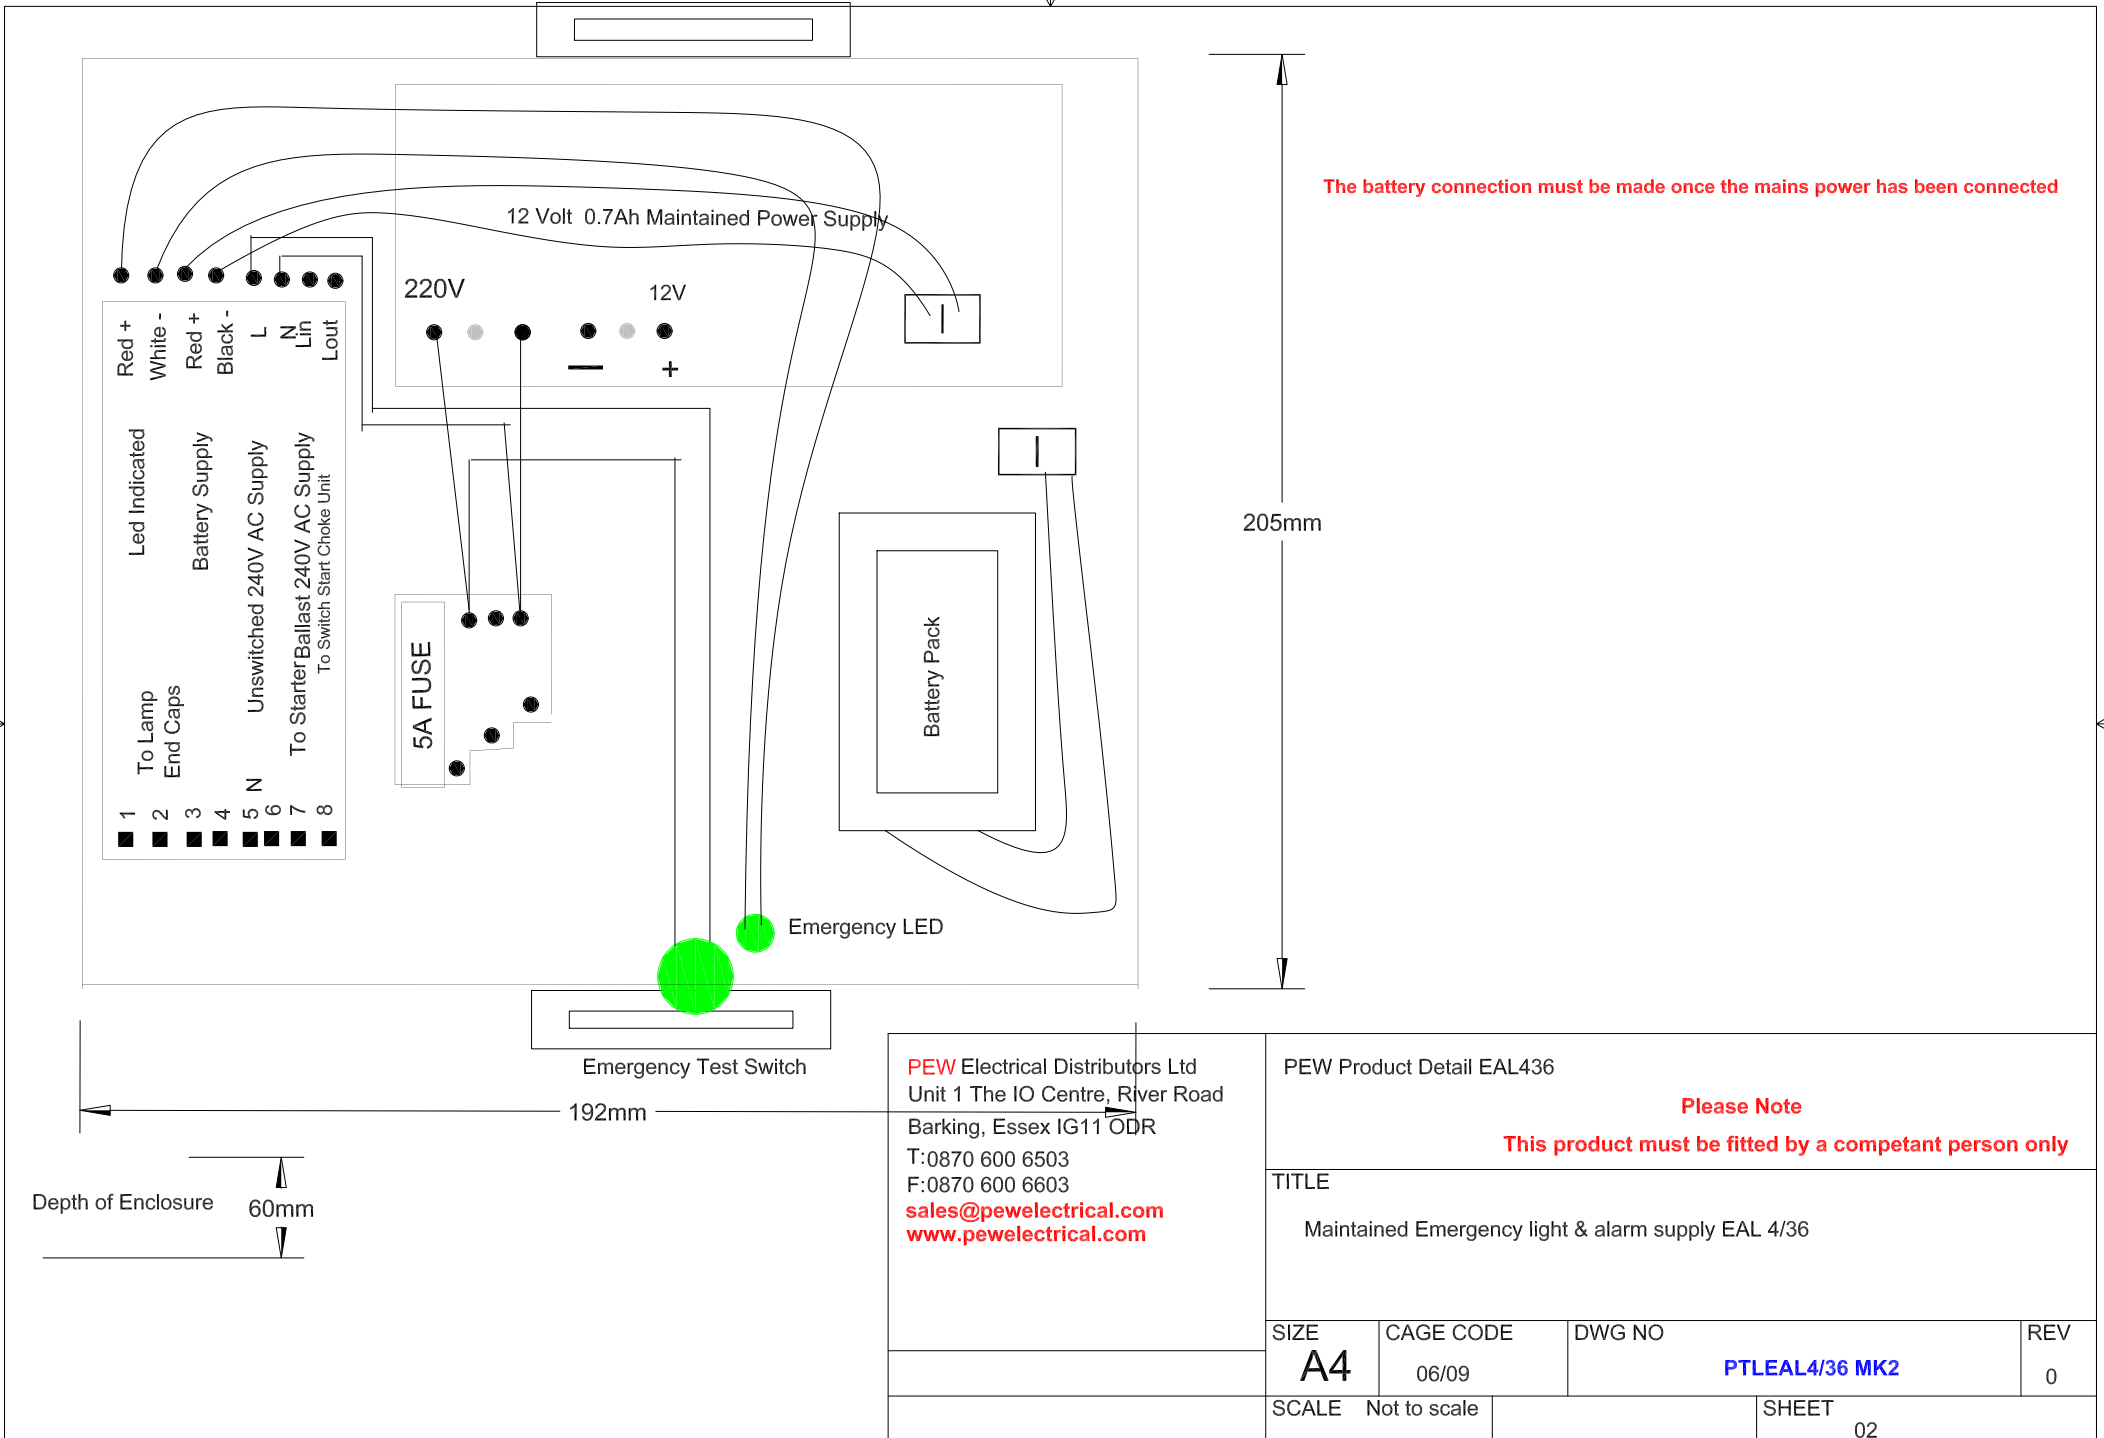 The battery connection must be made once the mains power has been connected
12 Volt 0.7Ah Maintained Power Supply
220V
12V
+
Red +
White -
Red +
Black -
L
N
Lin
Lout
Led Indicated
Battery Supply
Unswitched 240V AC Supply
To Starter Ballast 240V AC Supply
To Switch Start Choke Unit
To Lamp
End Caps
N
1
2
3
4
5
6
7
8
5A FUSE
Battery Pack
205mm
Emergency LED
Emergency Test Switch
192mm
Depth of Enclosure
60mm
PEW Electrical Distributors Ltd
Unit 1 The IO Centre, River Road
Barking, Essex IG11 ODR
T:0870 600 6503
F:0870 600 6603
sales@pewelectrical.com
www.pewelectrical.com
PEW Product Detail EAL436
Please Note
This product must be fitted by a competant person only
TITLE
Maintained Emergency light & alarm supply EAL 4/36
SIZE
A4
CAGE CODE
06/09
DWG NO
PTLEAL4/36 MK2
REV
0
SCALE Not to scale
SHEET
02